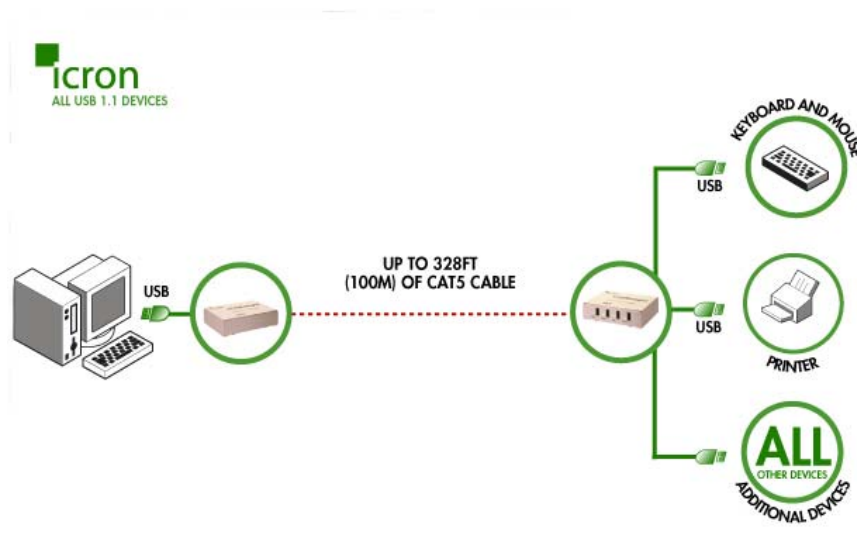 icron
ALL USB 1.1 DEVICES
KEYBOARD AND MOUSE
USB
UP TO 328FT
(100M) OF CAT5 CABLE
USB
USB
PRINTER
ALL
OTHER DEVICES
ADDITIONAL DEVICES